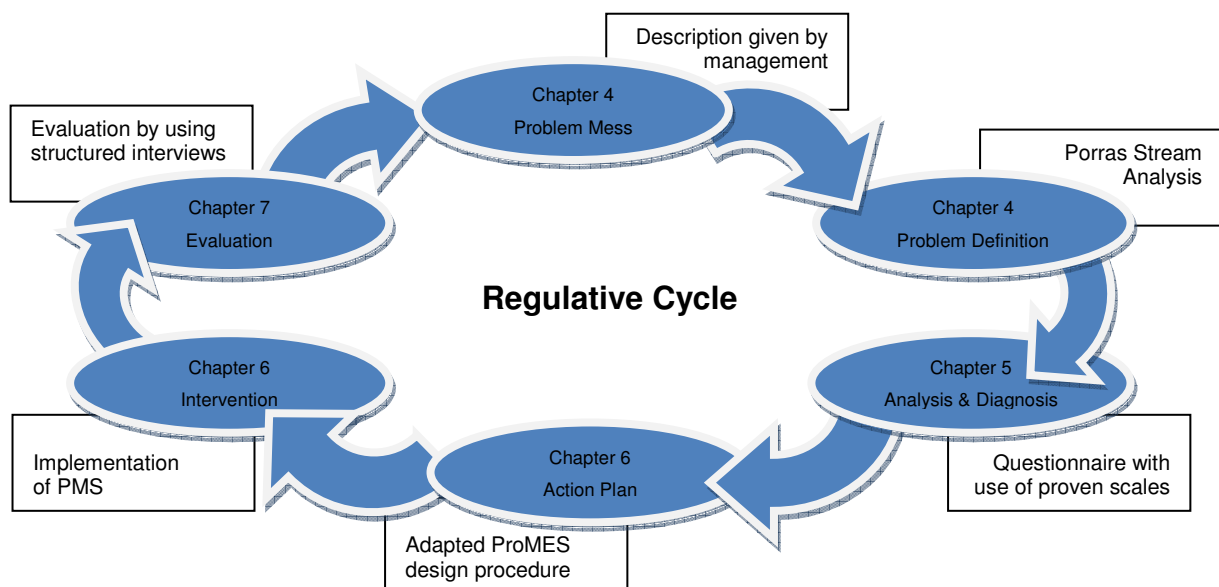 Description given by
management
Chapter 4
Problem Mess
Evaluation by using
structured interviews
Porras Stream
Analysis
Chapter 7
Evaluation
Chapter 4
Problem Definition
Regulative Cycle
Chapter 6
Intervention
Chapter 5
Analysis & Diagnosis
Implementation
of PMS
Chapter 6
Action Plan
Questionnaire with
use of proven scales
Adapted ProMES
design procedure